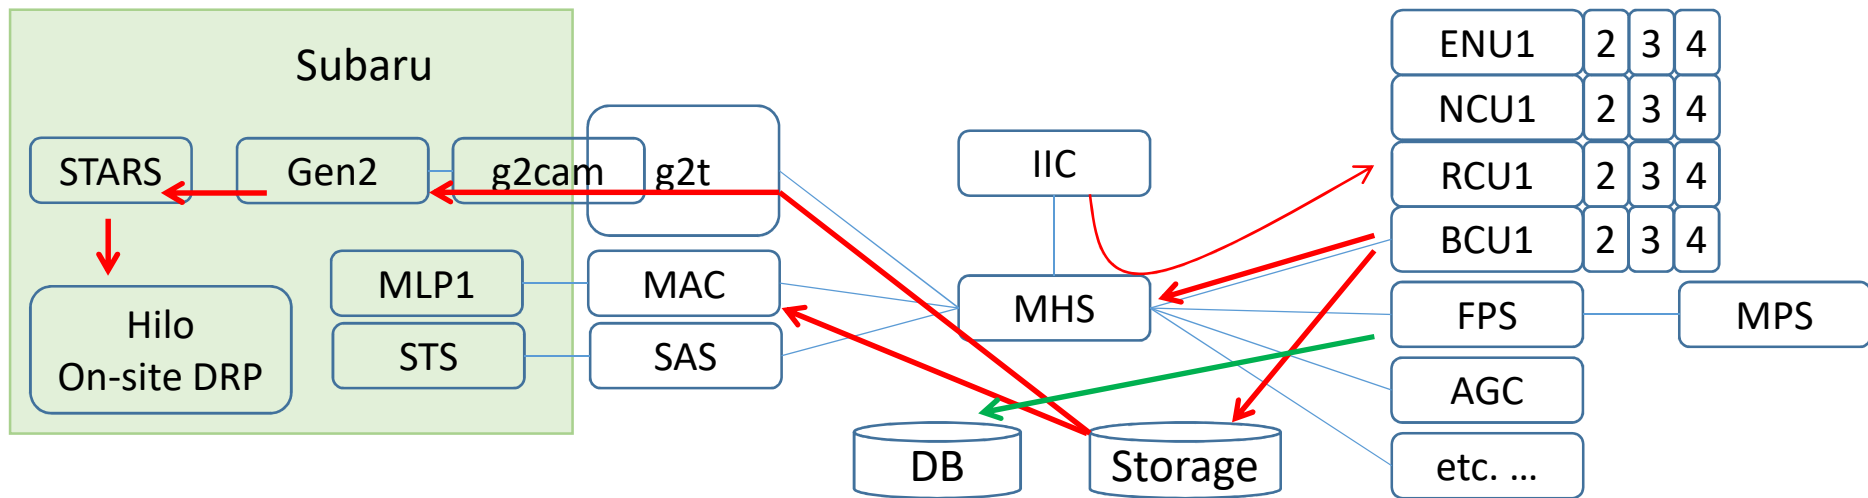 Subaru
STARS
Gen2
g2cam
g2t
MLP1
MAC
STS
SAS
Hilo
On-site DRP
IIC
MHS
DB
Storage
ENU1 2 3 4
NCU1 2 3 4
RCU1 2 3 4
BCU1 2 3 4
FPS
MPS
AGC
etc. ...